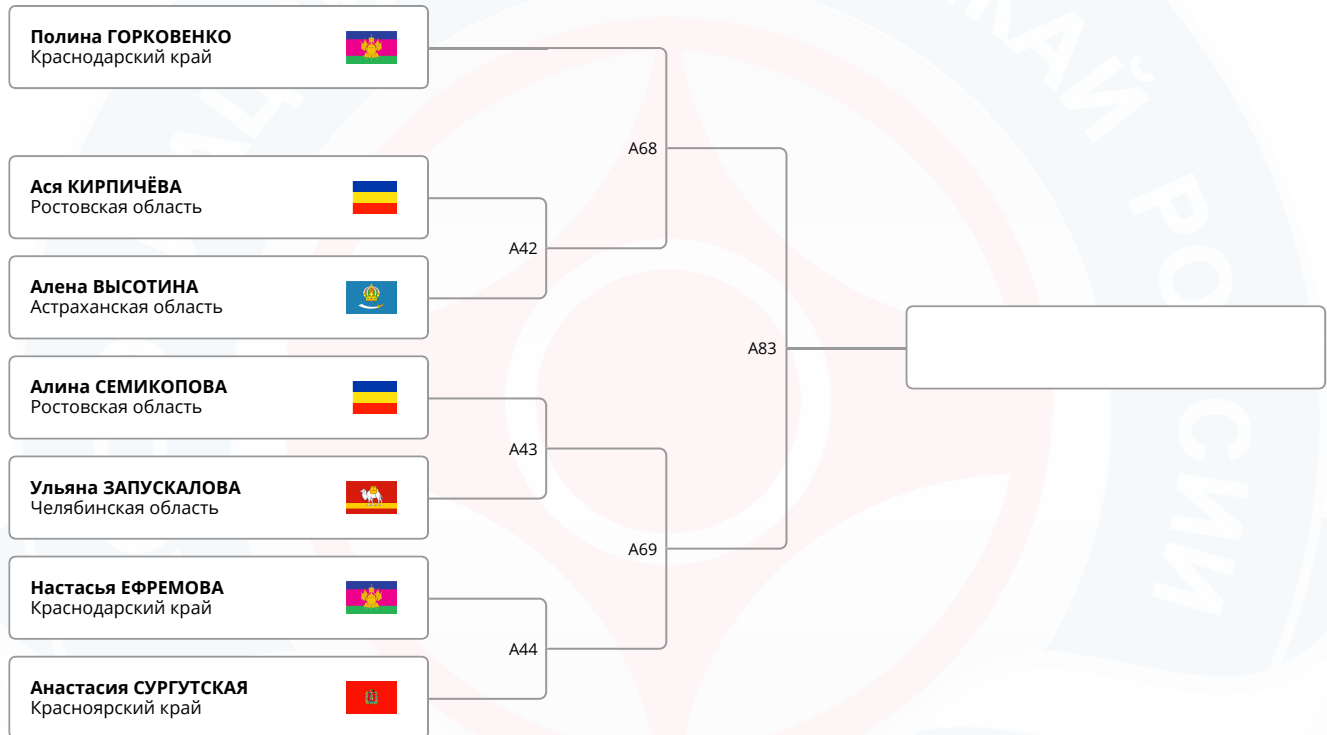 Полина ГОРКОВЕНКО
Краснодарский край
A68
Ася КИРПИЧЁВА
Ростовская область
A42
Алена ВЫСОТИНА
Астраханская область
A83
Алина СЕМИКОПОВА
Ростовская область
A43
Ульяна ЗАПУСКАЛОВА
Челябинская область
A69
Настасья ЕФРЕМОВА
Краснодарский край
A44
Анастасия СУРГУТСКАЯ
Красноярский край
РОССИИ